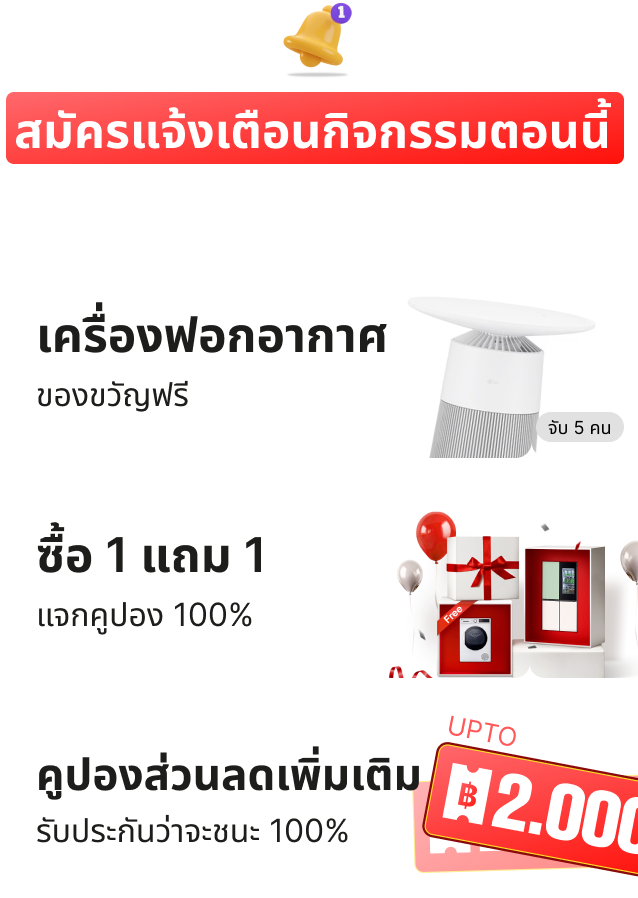 1
สมัครแจ้งเตือนกิจกรรมตอนนี้
เครื่องฟอกอากาศ
ของขวัญฟรี
จับ 5 คน
ซื้อ 1 แถม 1
แจกคูปอง 100%
Free
คูปองส่วนลดเพิ่มเติม
รับประกันว่าจะชนะ 100%
UPTO
฿2.000